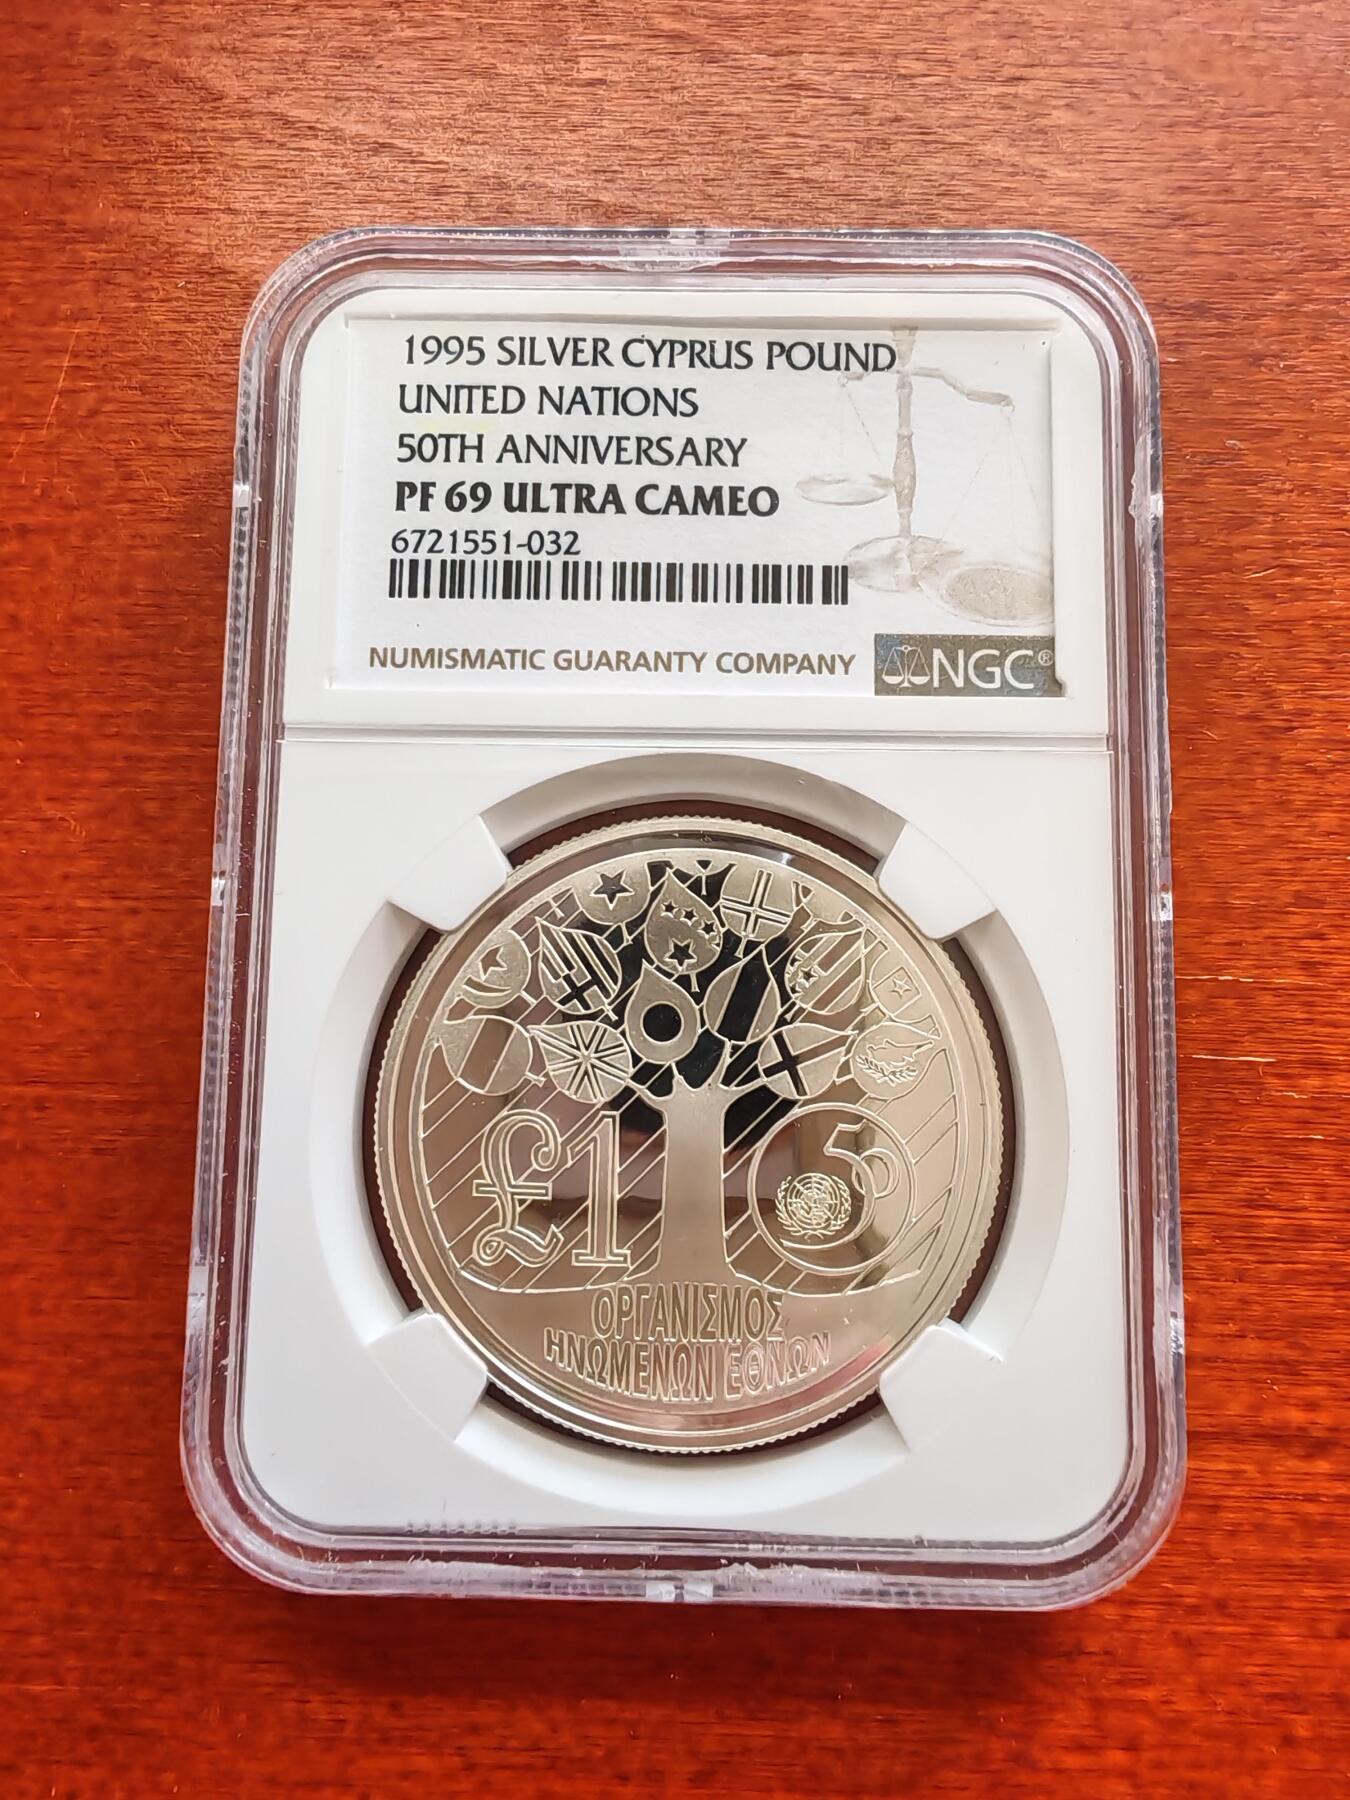 1995 SILVER CYPRUS POUND
UNITED NATIONS
50TH ANNIVERSARY
PF 69 ULTRA CAMEO
6721551-032
NUMISMATIC GUARANTY COMPANY
NGC®
£1
50
ΟΡΓΑΝΙΣΜΟΣ
ΗΝΩΜΕΝΩΝ ΕΘΝΩΝ